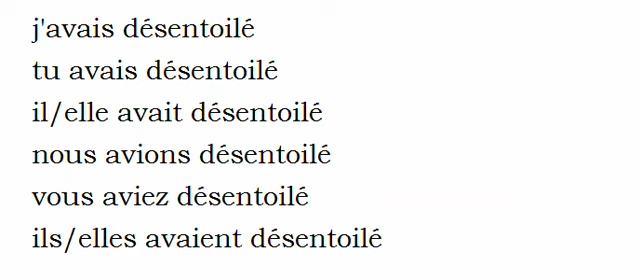 j'avais désentoilé
tu avais désentoilé
il/elle avait désentoilé
nous avions désentoilé
vous aviez désentoilé
ils/elles avaient désentoilé